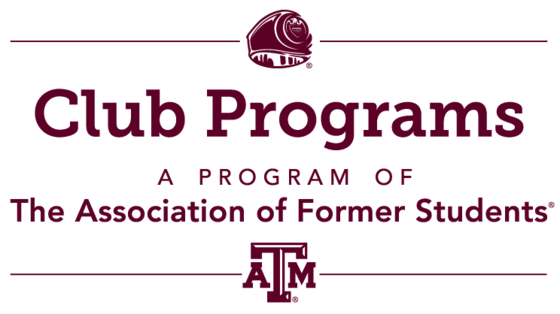 ®
Club Programs
A PROGRAM OF
The Association of Former Students®
ATM®